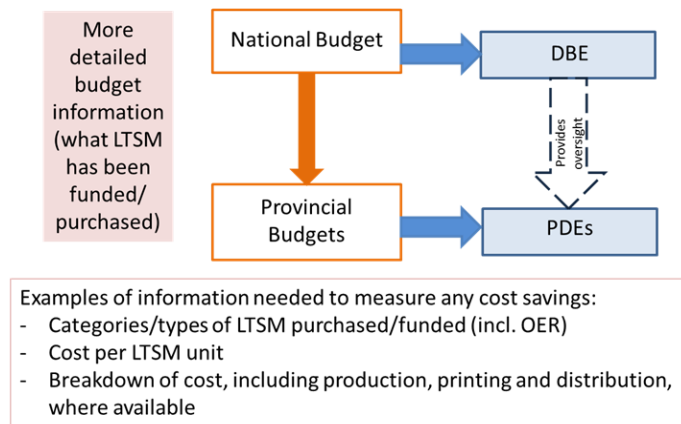 More
detailed
budget
information
(what LTSM
has been
funded/
purchased)
National Budget
DBE
Provides
oversight
Provincial
Budgets
PDEs
Examples of information needed to measure any cost savings:
- Categories/types of LTSM purchased/funded (incl. OER)
- Cost per LTSM unit
- Breakdown of cost, including production, printing and distribution,
where available